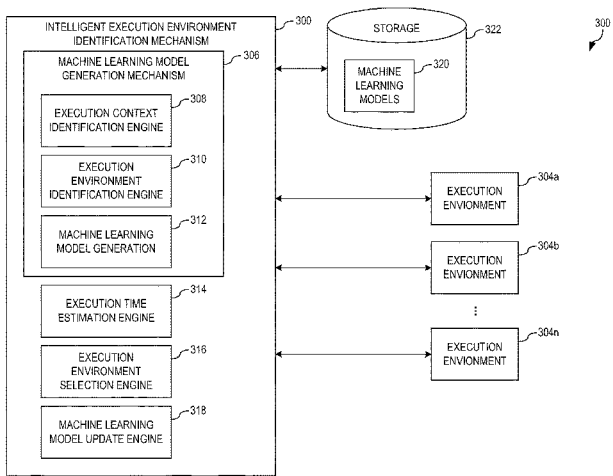 INTELLIGENT EXECUTION ENVIRONMENT
IDENTIFICATION MECHANISM
300
MACHINE LEARNING MODEL
GENERATION MECHANISM
306
EXECUTION CONTEXT
IDENTIFICATION ENGINE
308
EXECUTION
ENVIRONMENT
IDENTIFICATION ENGINE
310
MACHINE LEARNING
MODEL GENERATION
312
EXECUTION TIME
ESTIMATION ENGINE
314
EXECUTION
ENVIRONMENT
SELECTION ENGINE
316
MACHINE LEARNING
MODEL UPDATE ENGINE
318
STORAGE
322
MACHINE
LEARNING
MODELS
320
300
EXECUTION
ENVIONMENT
304a
EXECUTION
ENVIONMENT
304b
EXECUTION
ENVIONMENT
304n